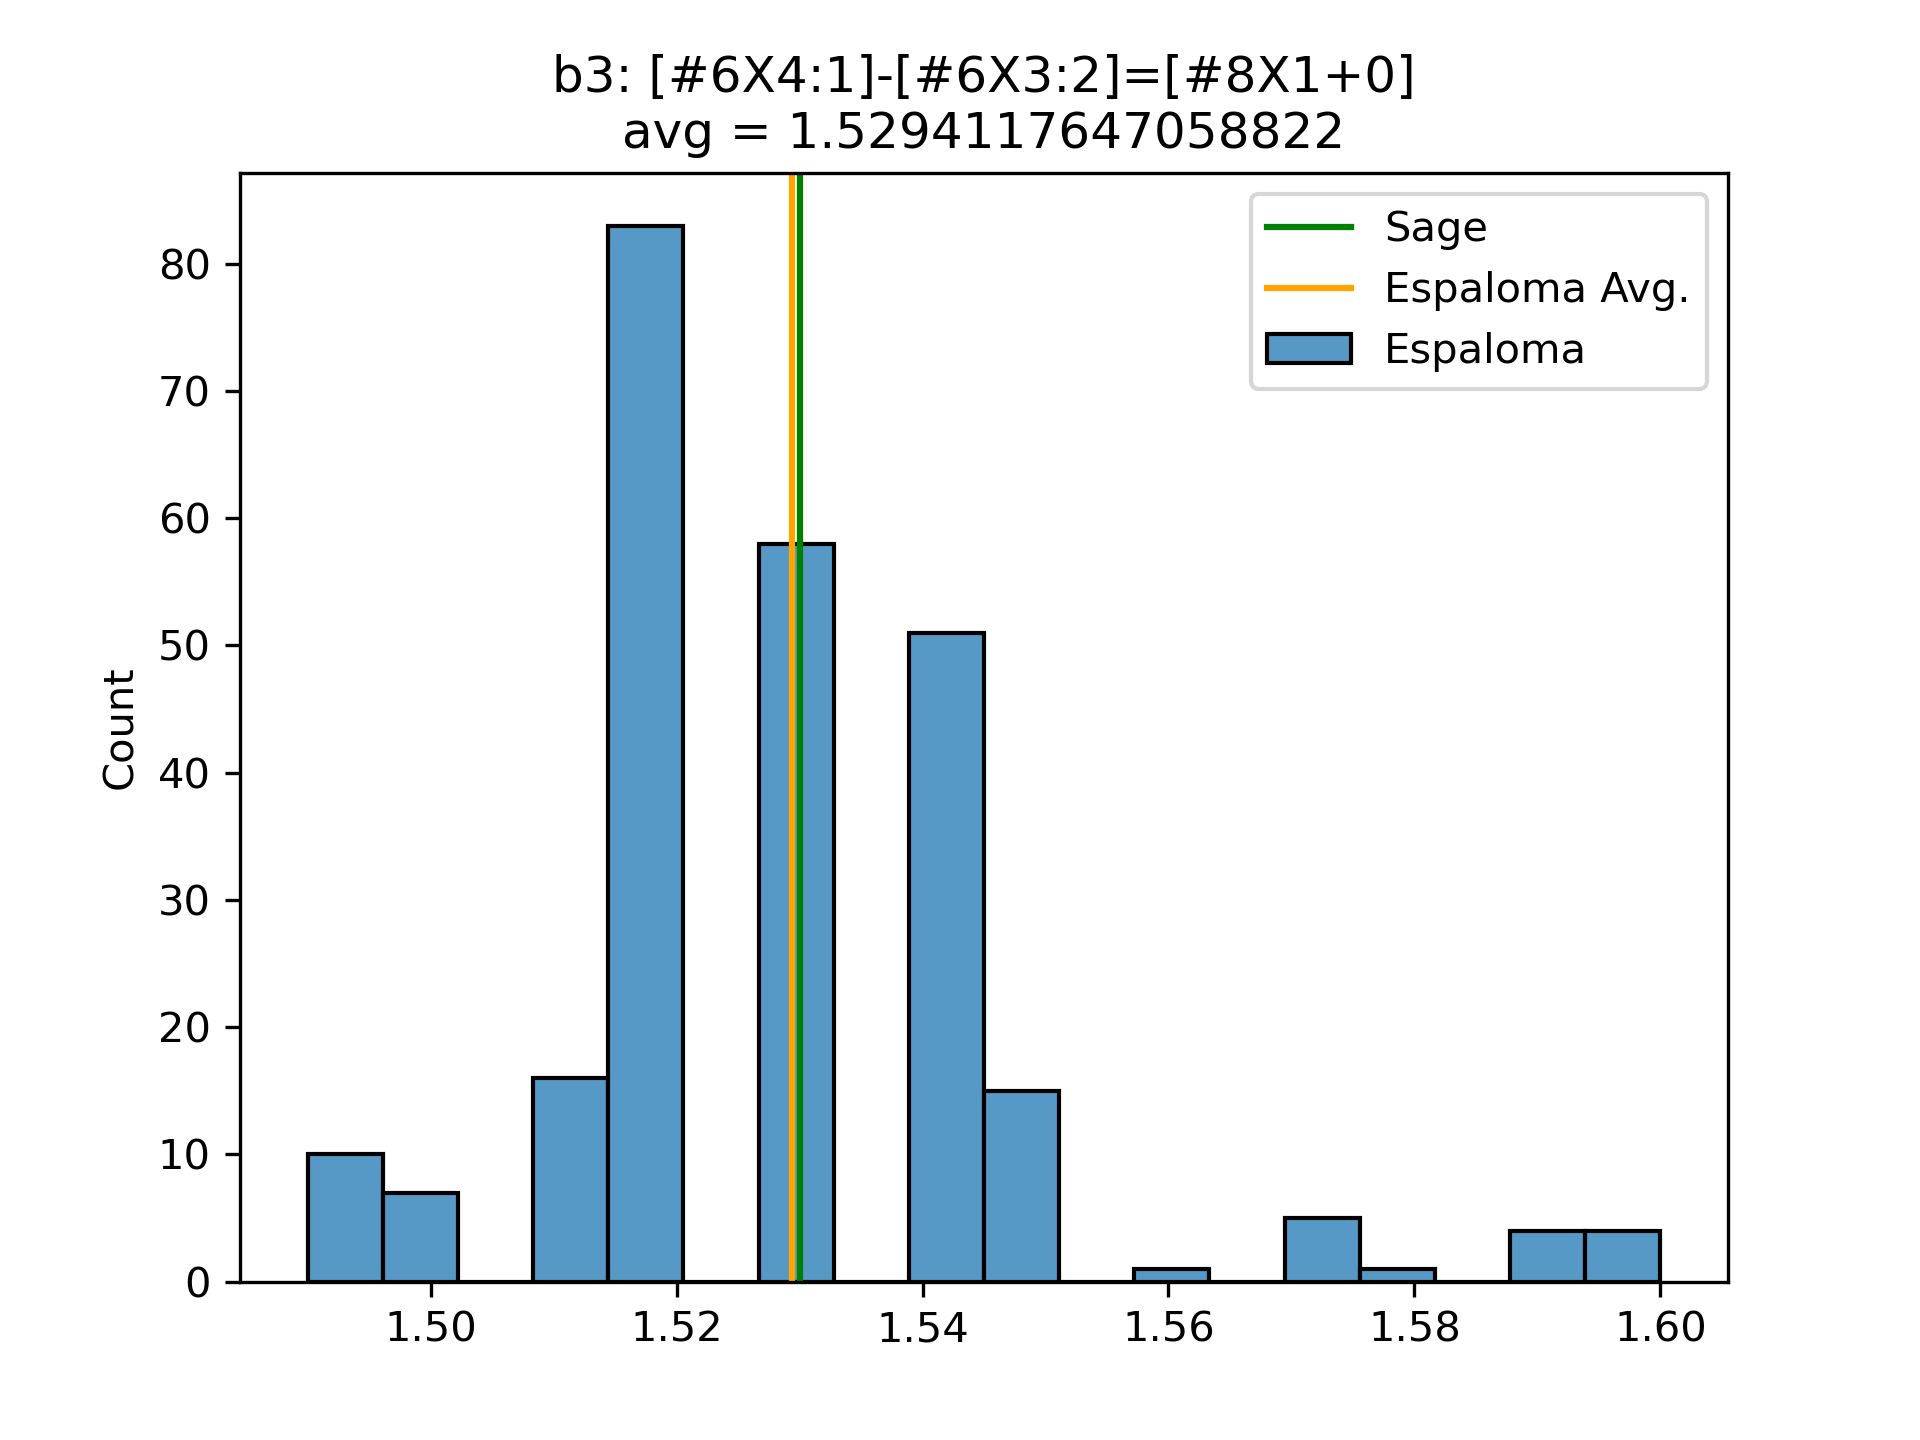 b3: [#6X4:1]-[#6X3:2]=[#8X1+0]
avg = 1.5294117647058822
Sage
Espaloma Avg.
Espaloma
Count
80
70
60
50
40
30
20
10
0
1.50 1.52 1.54 1.56 1.58 1.60